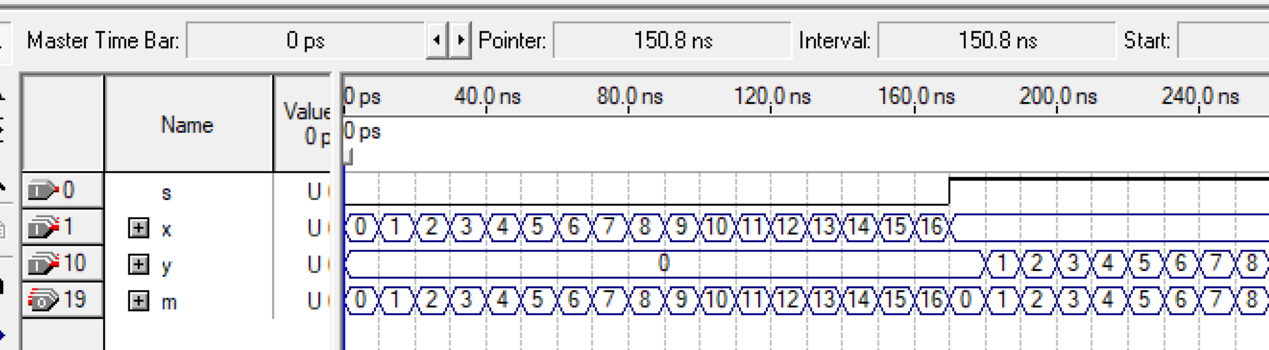 Master Time Bar: 0 ps Pointer: 150.8 ns Interval: 150.8 ns Start:
Name Value 0 p
0 ps 40.0 ns 80.0 ns 120.0 ns 160.0 ns 200.0 ns 240.0 ns
0 ps
0 s U
1 x U 0 1 2 3 4 5 6 7 8 9 10 11 12 13 14 15 16
10 y U 0 1 2 3 4 5 6 7 8
19 m U 0 1 2 3 4 5 6 7 8 9 10 11 12 13 14 15 16 0 1 2 3 4 5 6 7 8